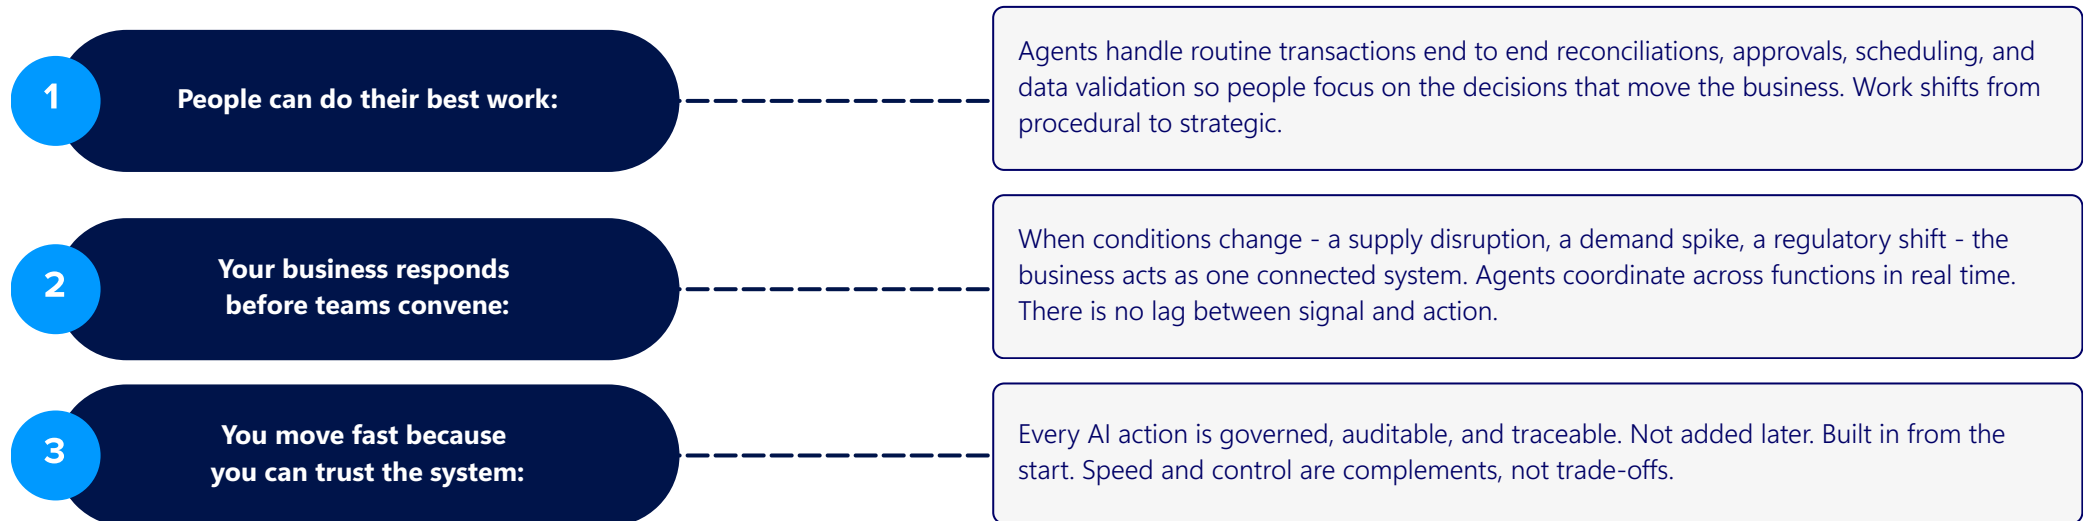 1
People can do their best work:
Agents handle routine transactions end to end reconciliations, approvals, scheduling, and
data validation so people focus on the decisions that move the business. Work shifts from
procedural to strategic.
2
Your business responds
before teams convene:
When conditions change - a supply disruption, a demand spike, a regulatory shift - the
business acts as one connected system. Agents coordinate across functions in real time.
There is no lag between signal and action.
3
You move fast because
you can trust the system:
Every AI action is governed, auditable, and traceable. Not added later. Built in from the
start. Speed and control are complements, not trade-offs.